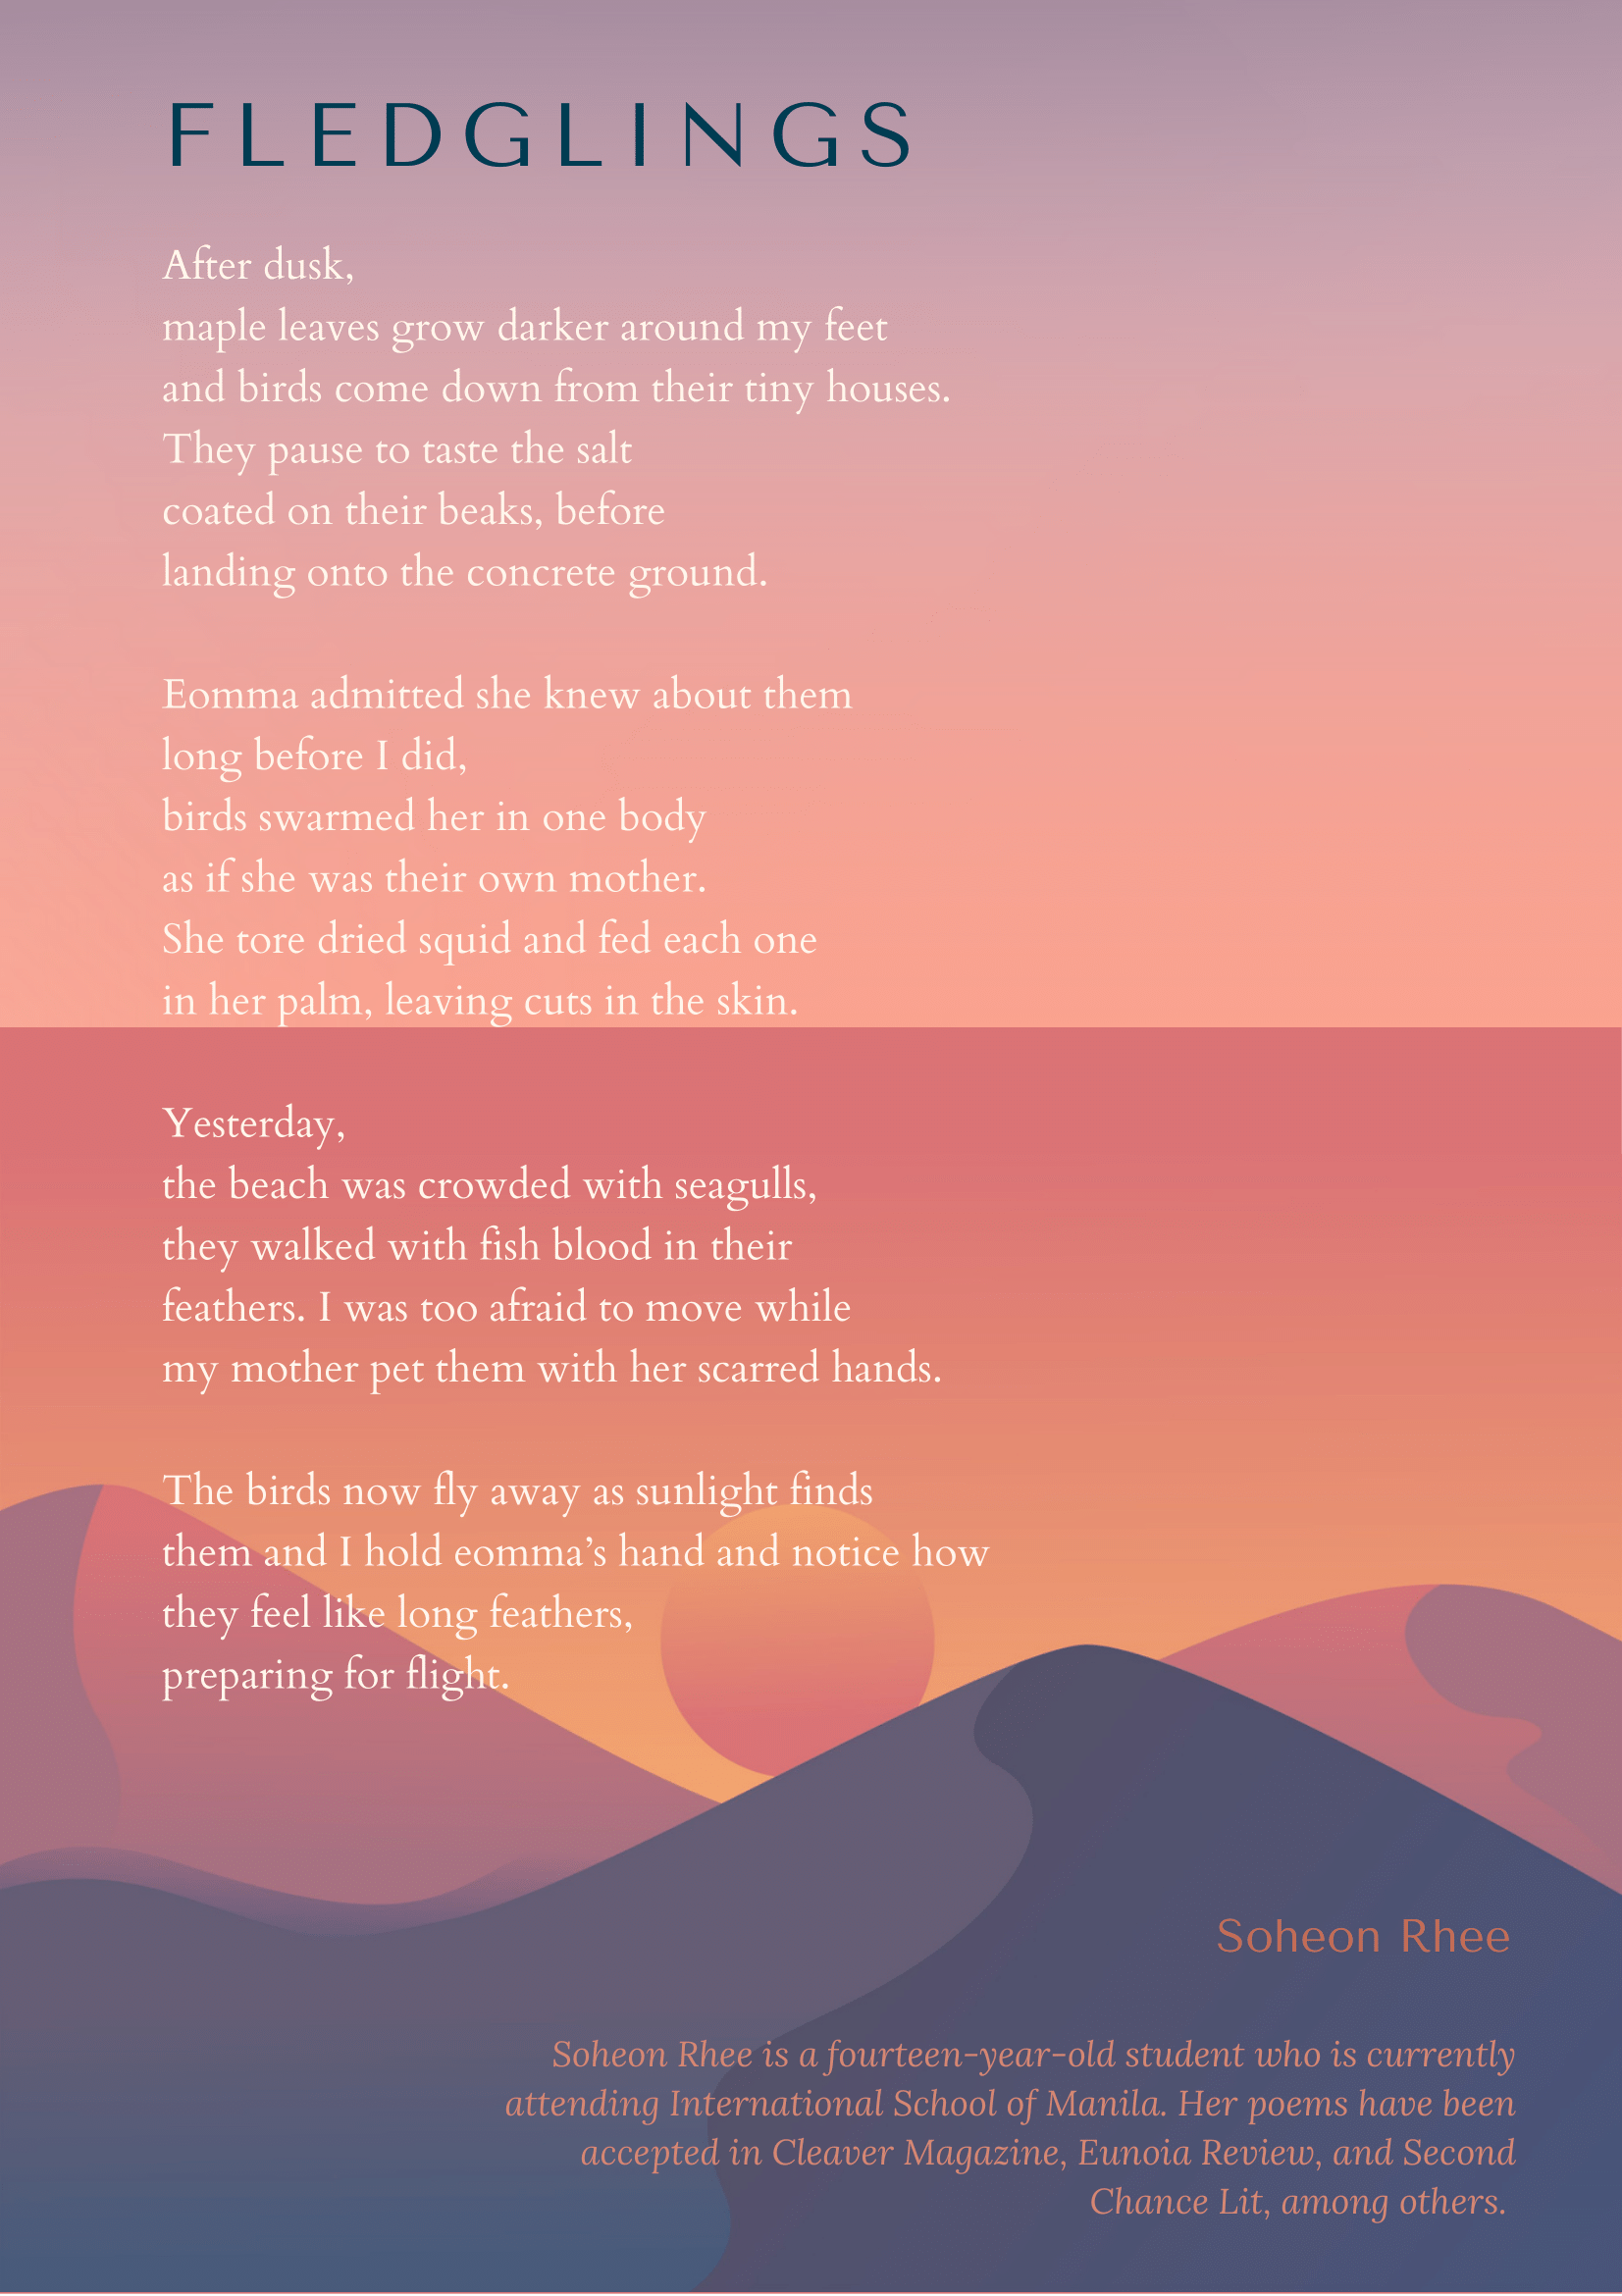 FLEDGLINGS
After dusk,
maple leaves grow darker around my feet
and birds come down from their tiny houses.
They pause to taste the salt
coated on their beaks, before
landing onto the concrete ground.
Eomma admitted she knew about them
long before I did,
birds swarmed her in one body
as if she was their own mother.
She tore dried squid and fed each one
in her palm, leaving cuts in the skin.
Yesterday,
the beach was crowded with seagulls,
they walked with fish blood in their
feathers. I was too afraid to move while
my mother pet them with her scarred hands.
The birds now fly away as sunlight finds
them and I hold eomma’s hand and notice how
they feel like long feathers,
preparing for flight.
Soheon Rhee
Soheon Rhee is a fourteen-year-old student who is currently
attending International School of Manila. Her poems have been
accepted in Cleaver Magazine, Eunoia Review, and Second
Chance Lit, among others.